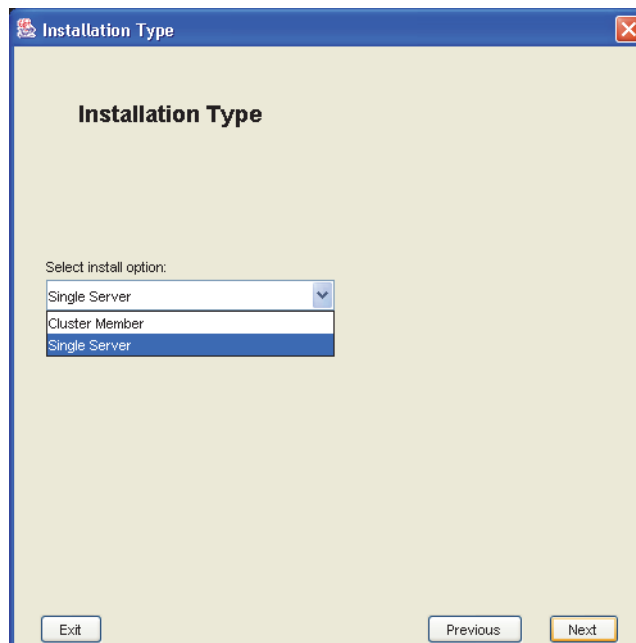 Installation Type
Installation Type
Select install option:
Single Server
Cluster Member
Single Server
Exit Previous Next